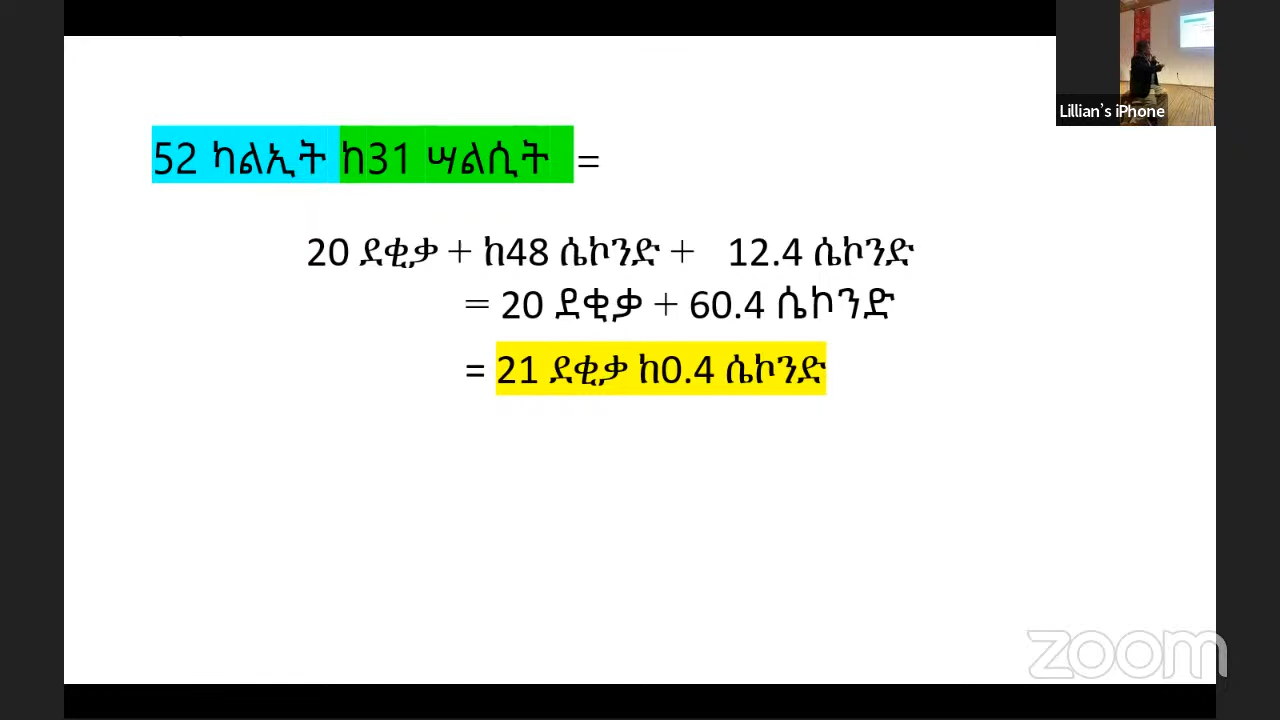 Lillian's iPhone
52 ካልኢት ከ31 ሣልሲት =
20 ደቂቃ + ከ48 ሴኮንድ + 12.4 ሴኮንድ
= 20 ደቂቃ + 60.4 ሴኮንድ
= 21 ደቂቃ ከ0.4 ሴኮንድ
zoom